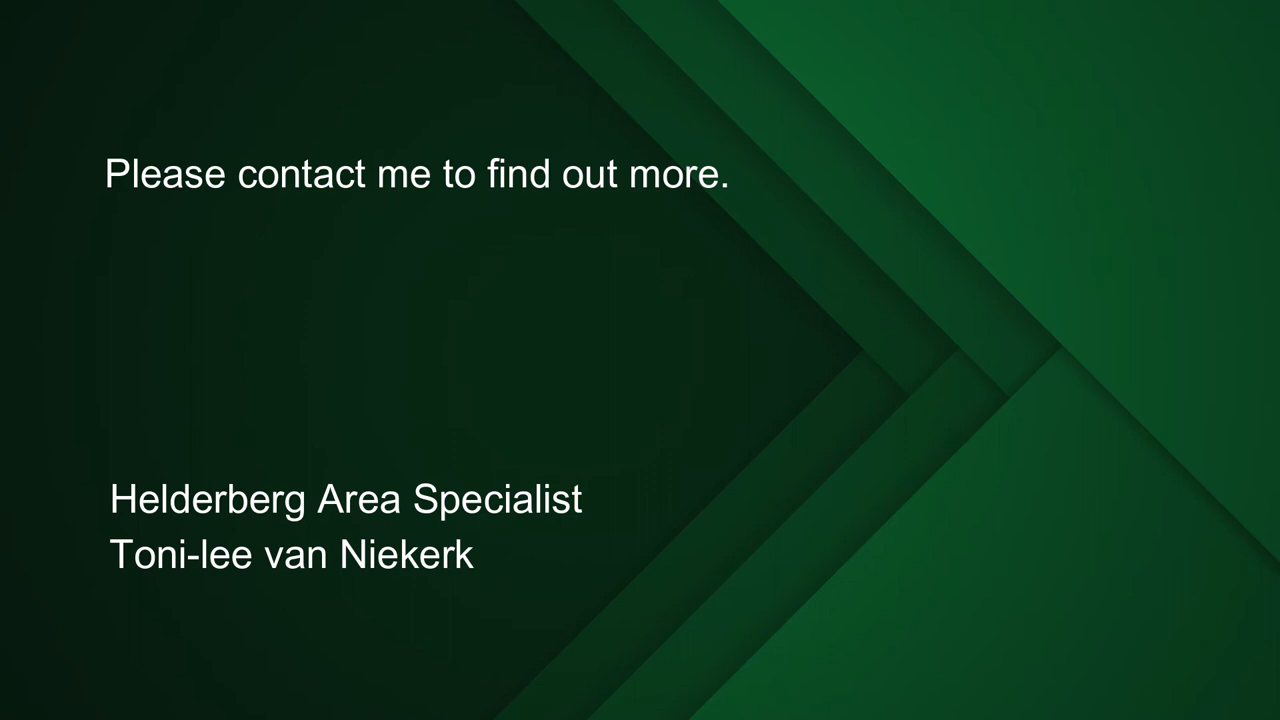 Please contact me to find out more.
Helderberg Area Specialist
Toni-lee van Niekerk